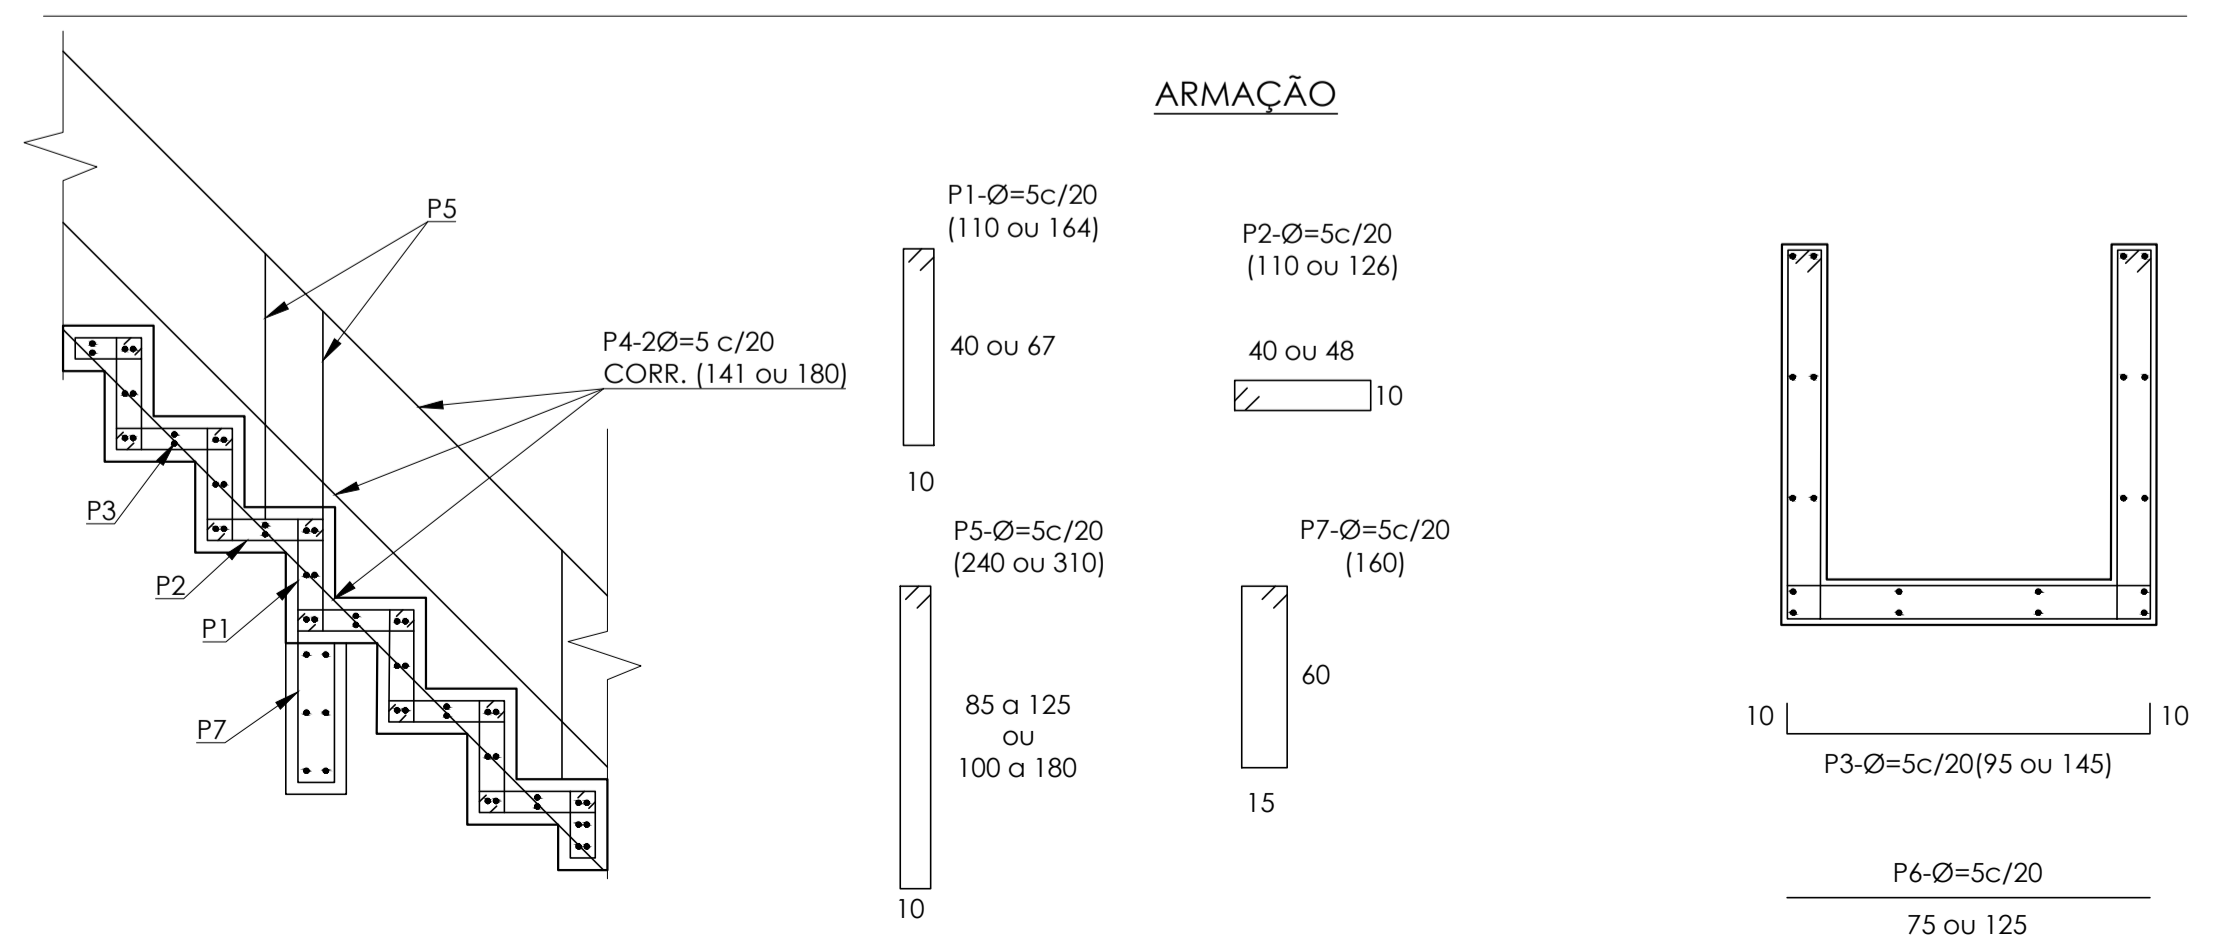 ARMAÇÃO
P5
P4-2Ø=5 c/20
CORR. (141 ou 180)
P3
P2
P1
P7
P1-Ø=5c/20
(110 ou 164)
40 ou 67
10
P2-Ø=5c/20
(110 ou 126)
40 ou 48
10
P5-Ø=5c/20
(240 ou 310)
85 a 125
ou
100 a 180
10
P7-Ø=5c/20
(160)
60
15
10
10
P3-Ø=5c/20(95 ou 145)
P6-Ø=5c/20
75 ou 125